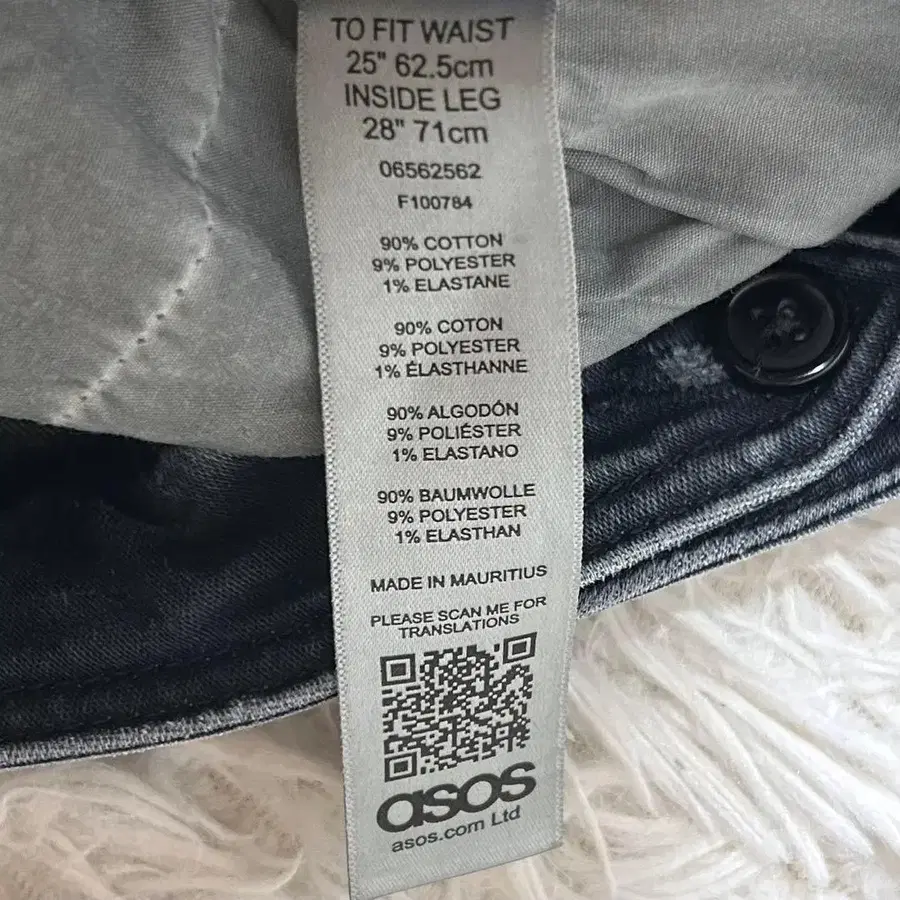 TO FIT WAIST
25" 62.5cm
INSIDE LEG
28" 71cm
06562562
F100784
90% COTTON
9% POLYESTER
1% ELASTANE
90% COTON
9% POLYESTER
1% ÉLASTHANNE
90% ALGODÓN
9% POLIÉSTER
1% ELASTANO
90% BAUMWOLLE
9% POLYESTER
1% ELASTHAN
MADE IN MAURITIUS
PLEASE SCAN ME FOR
TRANSLATIONS
asos
asos.com Ltd